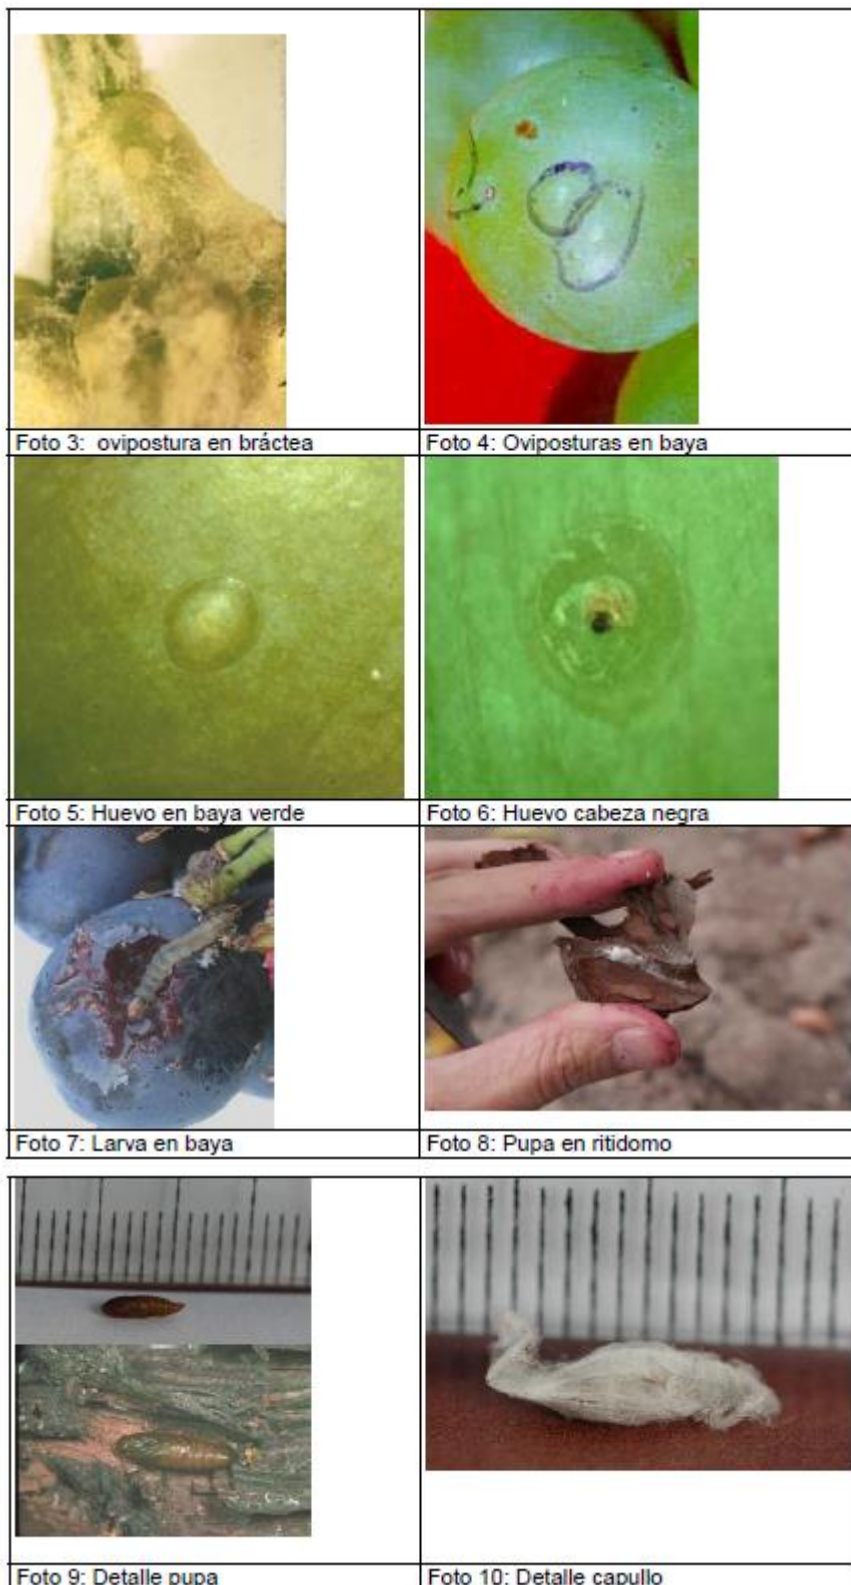 Foto 3: ovipostura en bráctea
Foto 4: Oviposturas en baya
Foto 5: Huevo en baya verde
Foto 6: Huevo cabeza negra
Foto 7: Larva en baya
Foto 8: Pupa en ritidomo
Foto 9: Detalle pupa
Foto 10: Detalle capullo